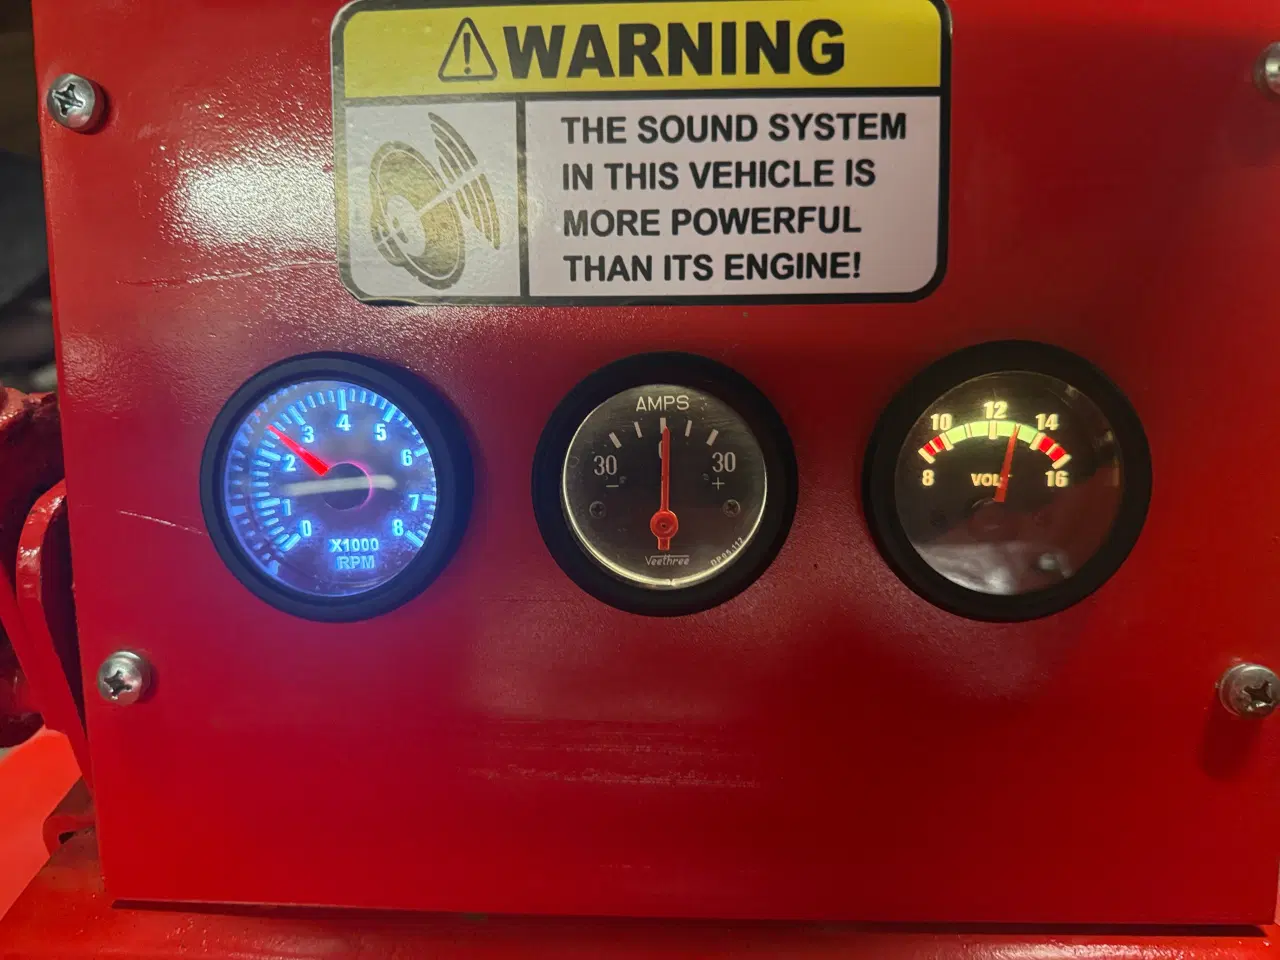 WARNING
THE SOUND SYSTEM
IN THIS VEHICLE IS
MORE POWERFUL
THAN ITS ENGINE!
0 1 2 3 4 5 6 7 8
X1000
RPM
AMPS
30 30
- +
Veethree
8 10 12 14 16